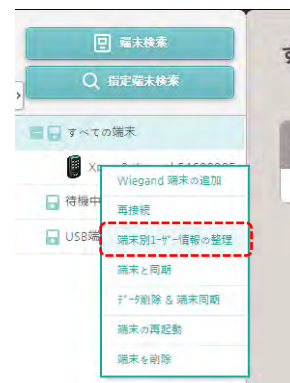 端末検索
指定端末検索
すべての端末
Wiegand 端末の追加
待機中
再接続
USB端
端末別ﾕｰｻﾞｰ情報の整理
端末と同期
ﾃﾞｰﾀ削除 & 端末同期
端末の再起動
端末を削除